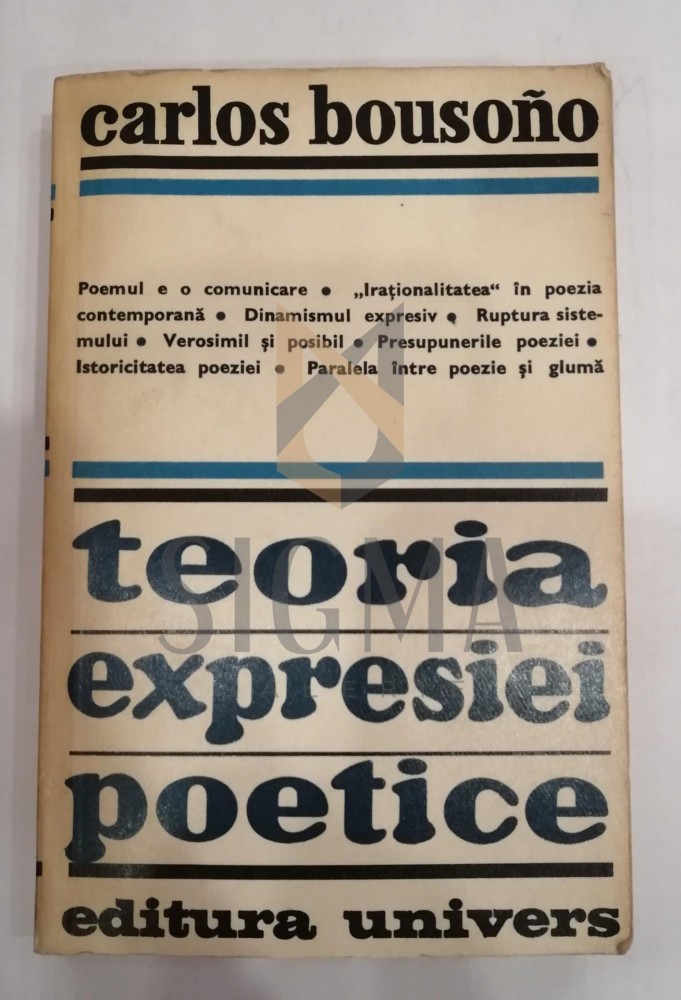 carlos bousoño
Poemul e o comunicare • „Iraționalitatea“ în poezia
contemporană • Dinamismul expresiv • Ruptura siste-
mului • Verosimil și posibil • Presupunerile poeziei •
Istoricitatea poeziei • Paralela între poezie și glumă
teoria
SIGMA
expresiei
poetice
editura univers